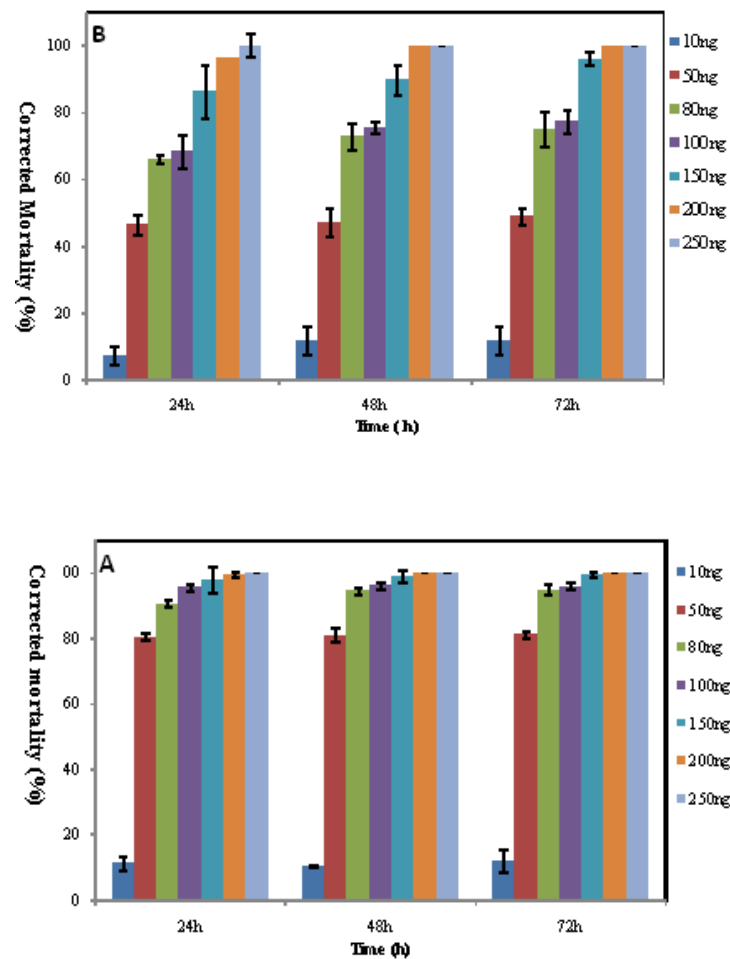 B
Corrected Mortality (%)
100
80
60
40
20
0
24h
48h
72h
Time (h)
10ng
50ng
80ng
100ng
150ng
200ng
250ng
A
Corrected mortality (%)
00
80
60
40
20
0
24h
48h
72h
Time (h)
10ng
50ng
80ng
100ng
150ng
200ng
250ng